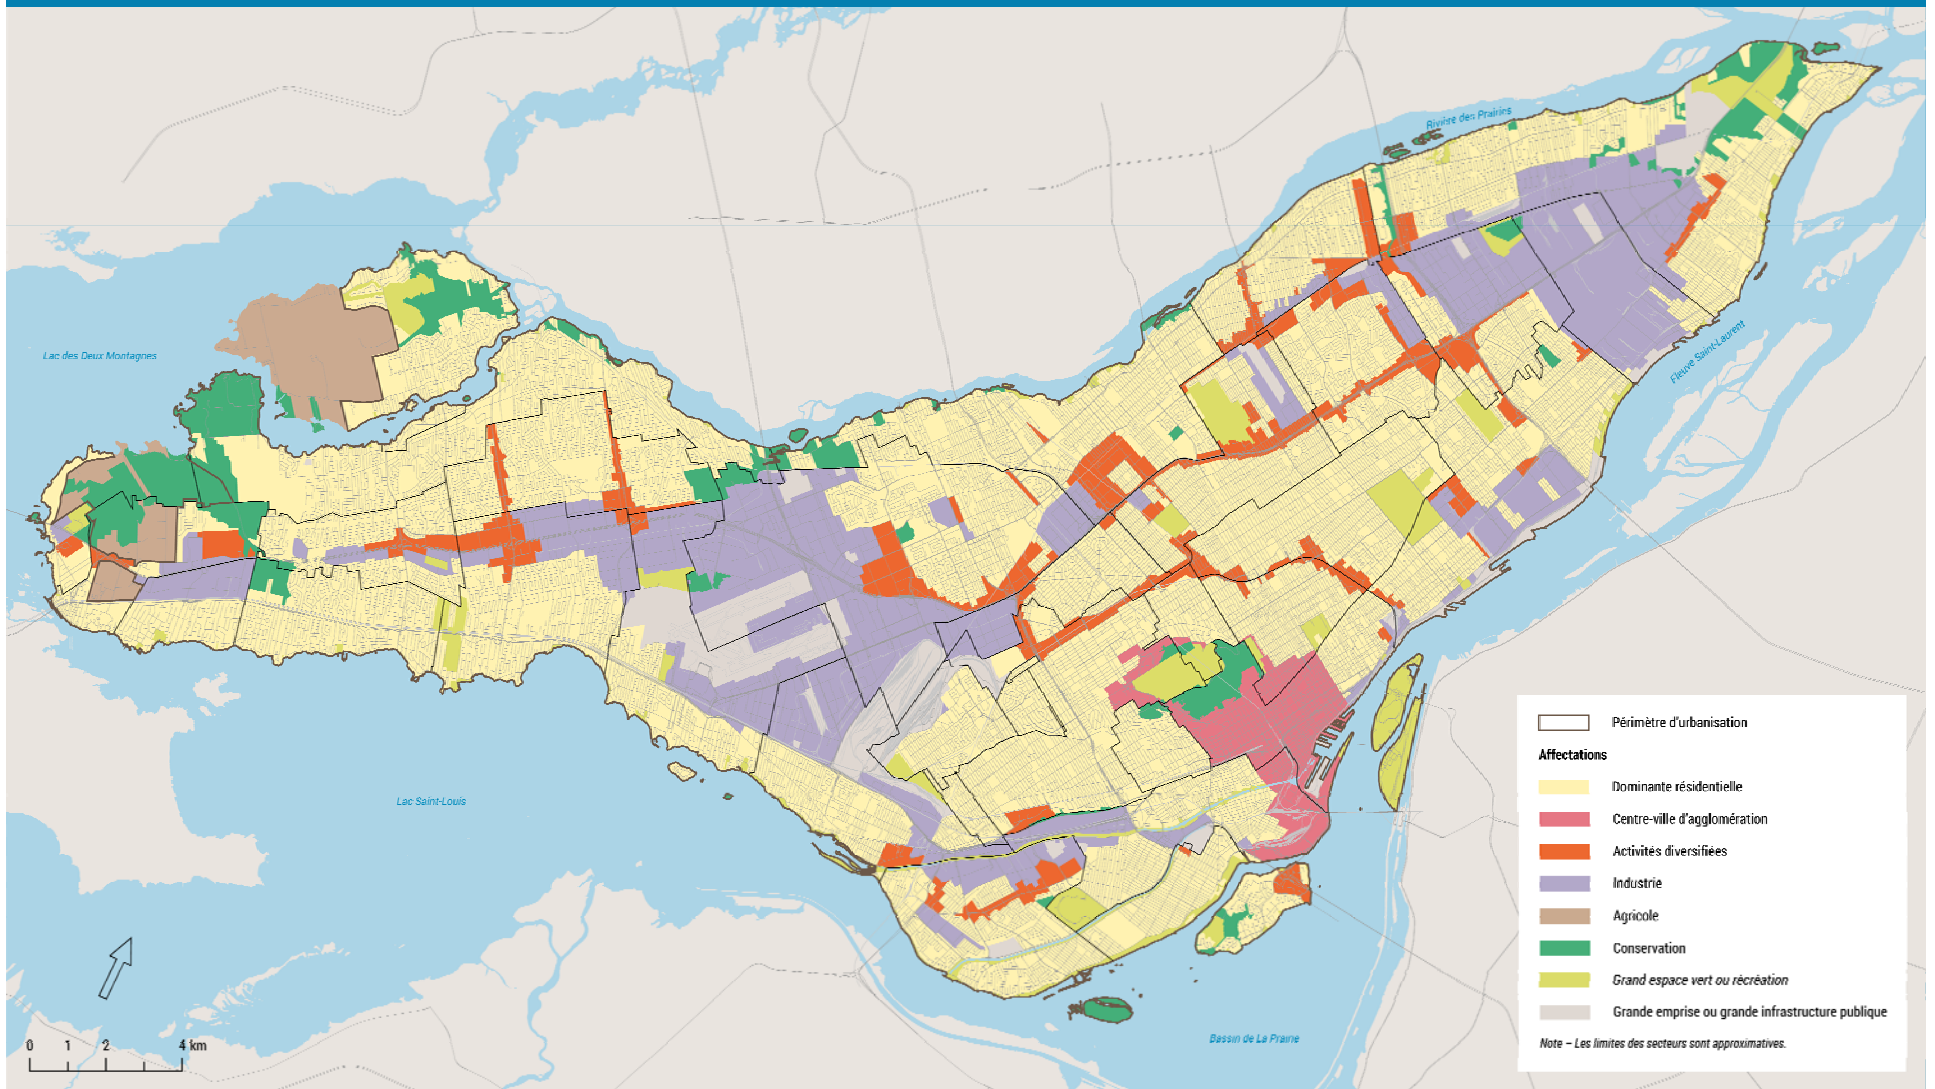 Rivière des Prairies
Lac des Deux Montagnes
Fleuve Saint-Laurent
Lac Saint-Louis
Bassin de La Prairie
0 1 2 4 km
Périmètre d'urbanisation
Affectations
Dominante résidentielle
Centre-ville d'agglomération
Activités diversifiées
Industrie
Agricole
Conservation
Grand espace vert ou récréation
Grande emprise ou grande infrastructure publique
Note – Les limites des secteurs sont approximatives.